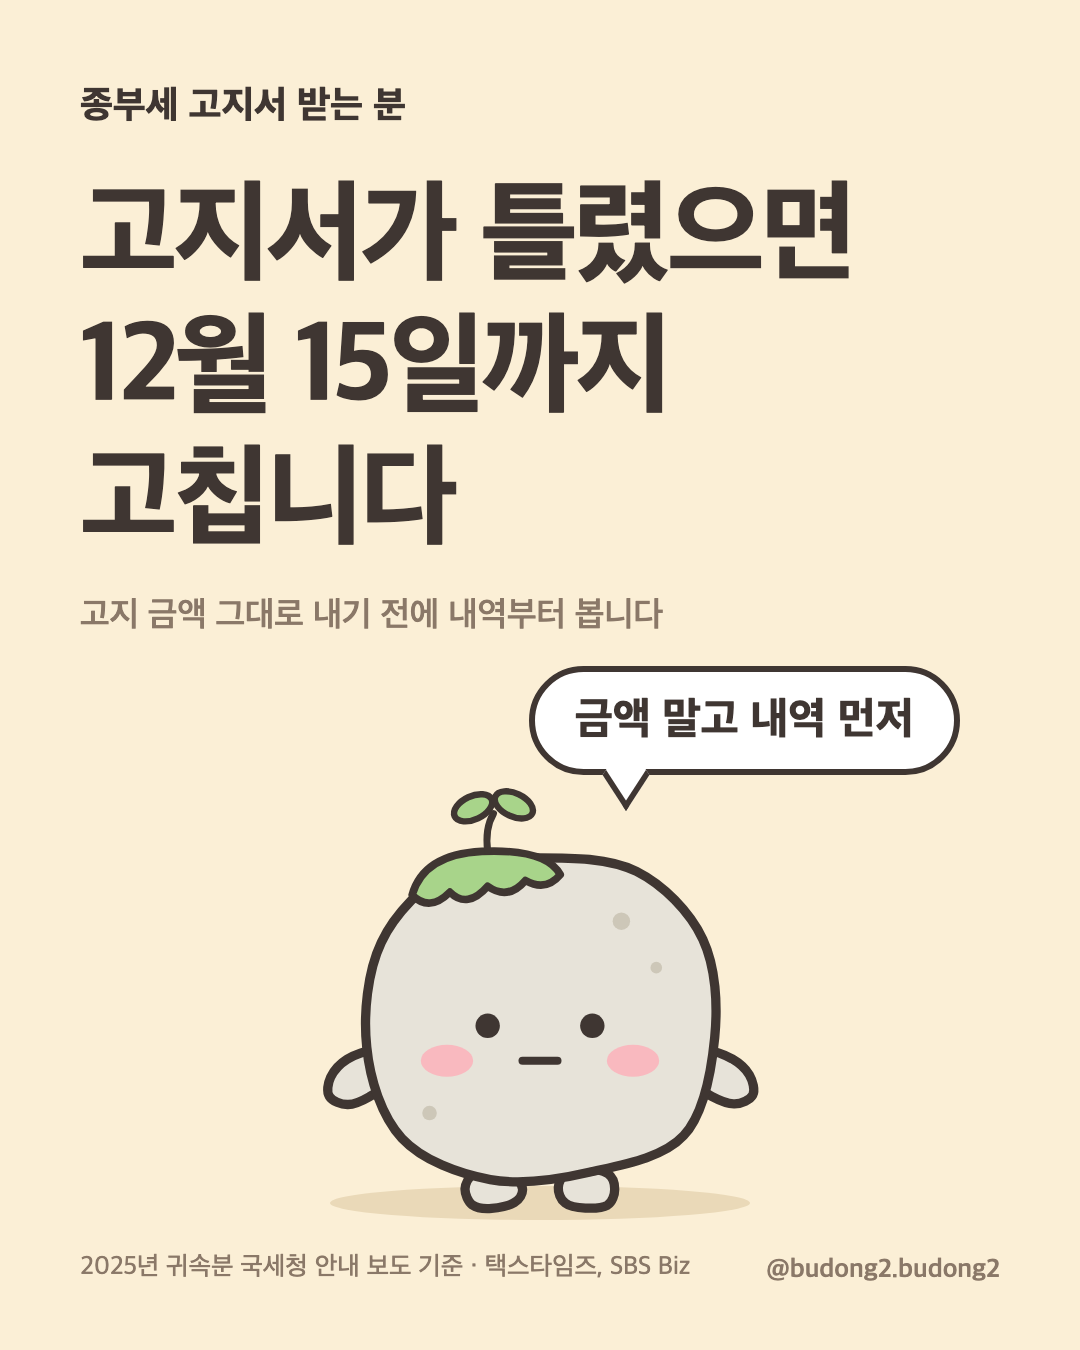 종부세 고지서 받는 분
고지서가 틀렸으면
12월 15일까지
고칩니다
고지 금액 그대로 내기 전에 내역부터 봅니다
금액 말고 내역 먼저
2025년 귀속분 국세청 안내 보도 기준 · 택스타임즈, SBS Biz
@budong2.budong2